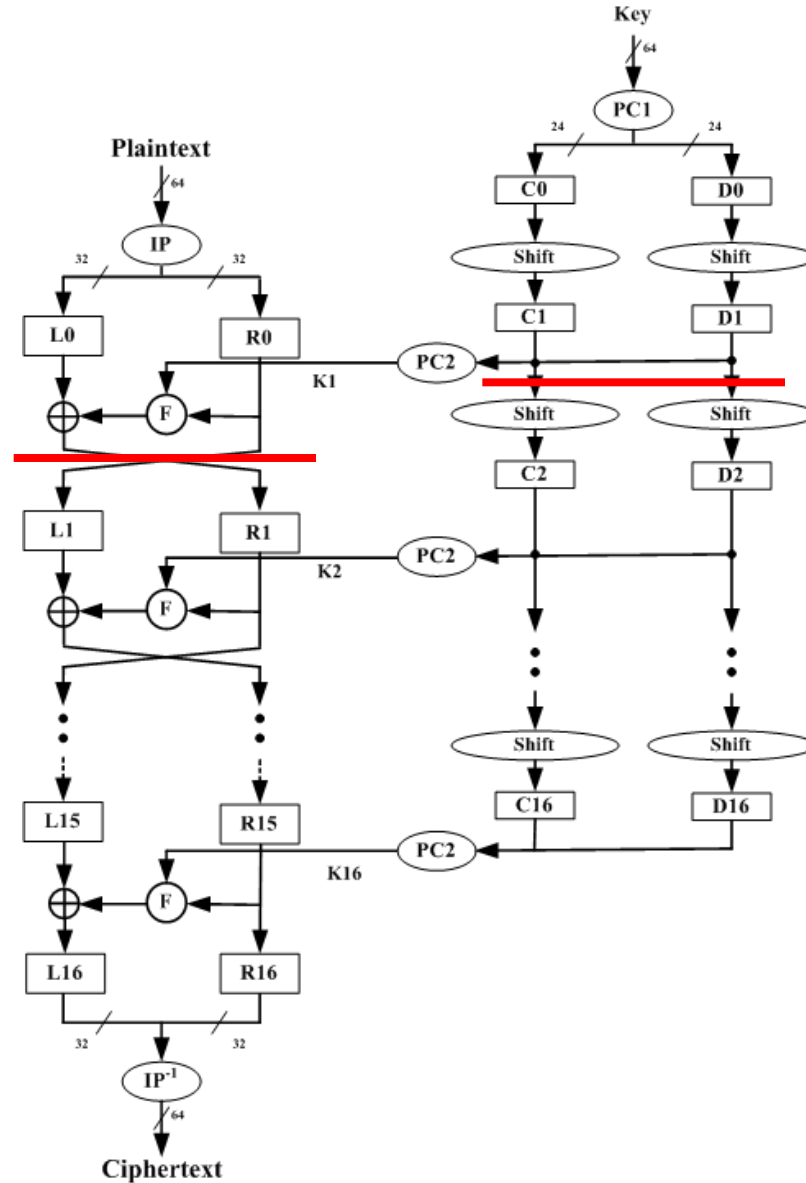 Key
64
PC1
24 24
Plaintext
C0 D0
64
IP
Shift Shift
32 32
C1 D1
L0 R0
PC2
K1
F
Shift Shift
C2 D2
L1 R1
PC2
K2
F
Shift Shift
C16 D16
L15 R15
PC2
K16
F
L16 R16
32 32
IP-1
64
Ciphertext